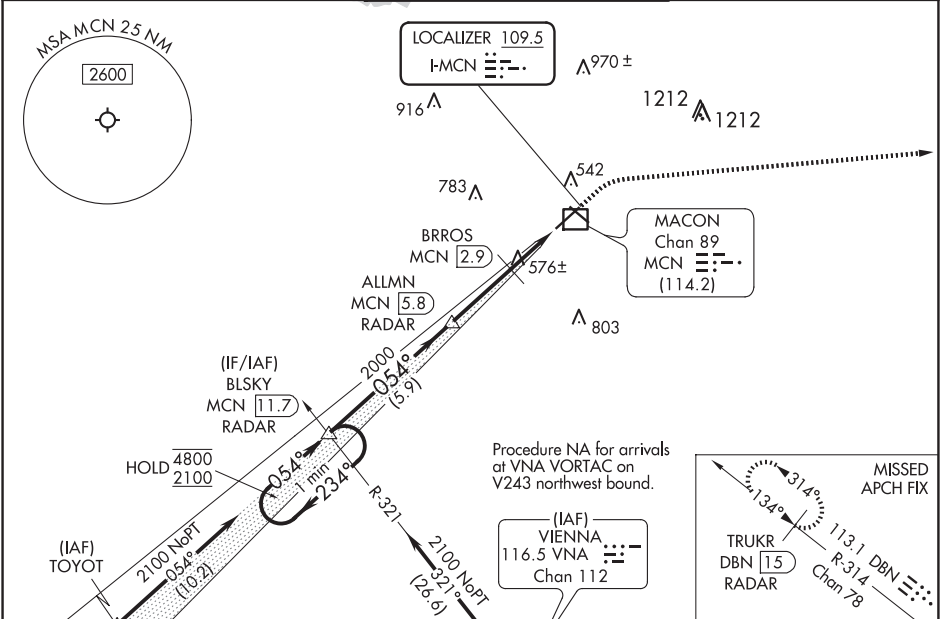 MSA MCN 25 NM
2600
LOCALIZER 109.5
I-MCN
970 ±
916
1212
1212
783
542
BRROS
MCN 2.9
576±
MACON
Chan 89
MCN
(114.2)
ALLMN
MCN 5.8
RADAR
803
2000
054°
(5.9)
(IF/IAF)
BLSKY
MCN 11.7
RADAR
HOLD 4800
2100
054°
1 min
234°
R-321
2100 NoPT
321°
(26.6)
Procedure NA for arrivals
at VNA VORTAC on
V243 northwest bound.
(IAF)
VIENNA
116.5 VNA
Chan 112
(IAF)
TOYOT
2100 NoPT
054°
(10.2)
MISSED
APCH FIX
314°
134°
TRUKR
DBN 15
RADAR
113.1 DBN
R-314
Chan 78